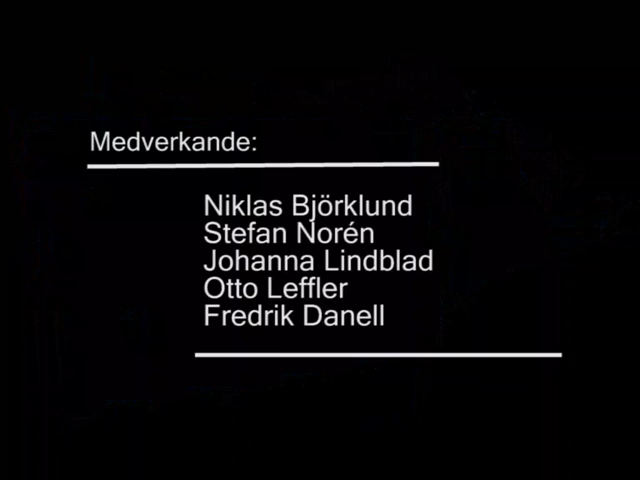 Medverkande:
Niklas Björklund
Stefan Norén
Johanna Lindblad
Otto Leffler
Fredrik Danell